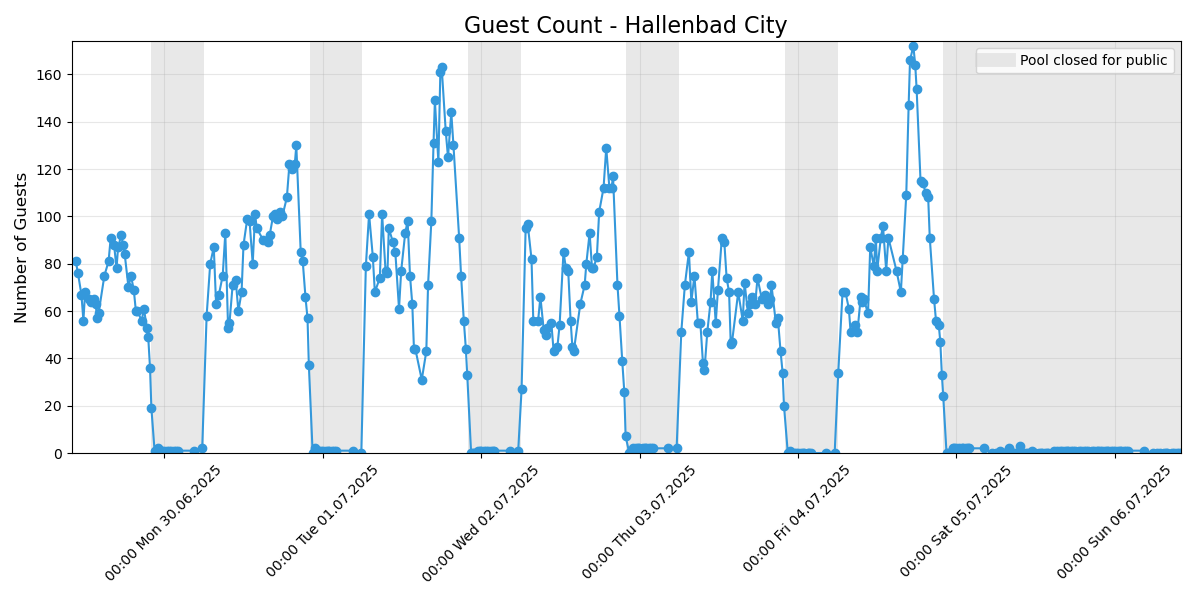 Guest Count - Hallenbad City
Pool closed for public
Number of Guests
160
140
120
100
80
60
40
20
0
00:00 Mon 30.06.2025
00:00 Tue 01.07.2025
00:00 Wed 02.07.2025
00:00 Thu 03.07.2025
00:00 Fri 04.07.2025
00:00 Sat 05.07.2025
00:00 Sun 06.07.2025